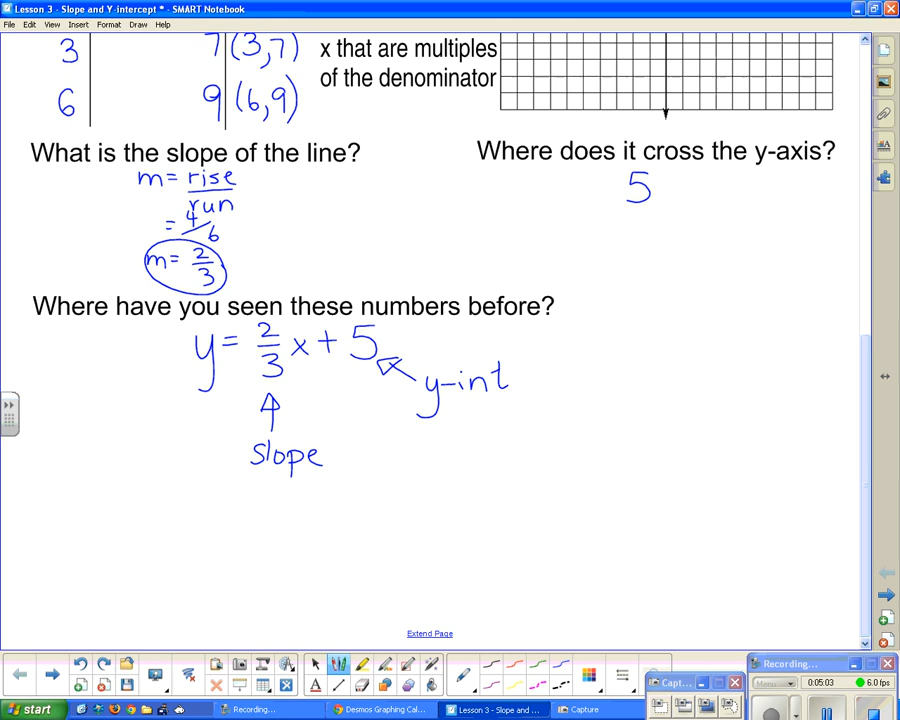 Lesson 3 - Slope and Y-intercept * - SMART Notebook
File Edit View Insert Format Draw Help
3 7 (3,7)
6 9 (6,9)
x that are multiples
of the denominator
What is the slope of the line?
m = rise
run
= 4/6
m = 2/3
Where does it cross the y-axis?
5
Where have you seen these numbers before?
y = 2/3 x + 5
y-int
slope
Extend Page
Recording...
Menu 0:05:03 6.0 fps
Capt...
start
Recording...
Desmos Graphing Cal...
Lesson 3 - Slope and ...
Capture